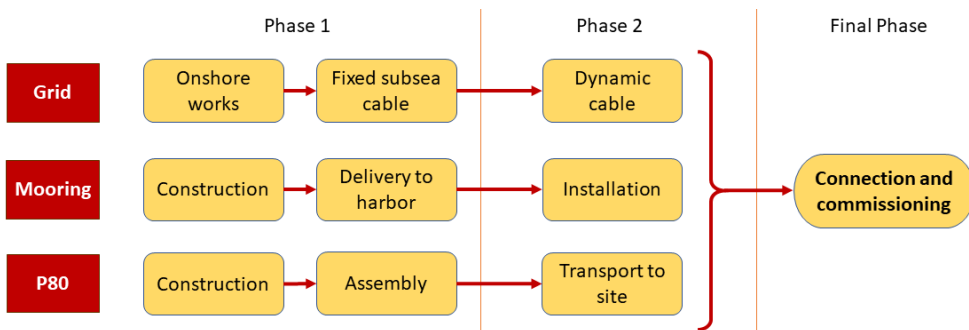 Phase 1
Phase 2
Final Phase
Grid
Onshore
works
Fixed subsea
cable
Dynamic
cable
Mooring
Construction
Delivery to
harbor
Installation
Connection and
commissioning
P80
Construction
Assembly
Transport to
site